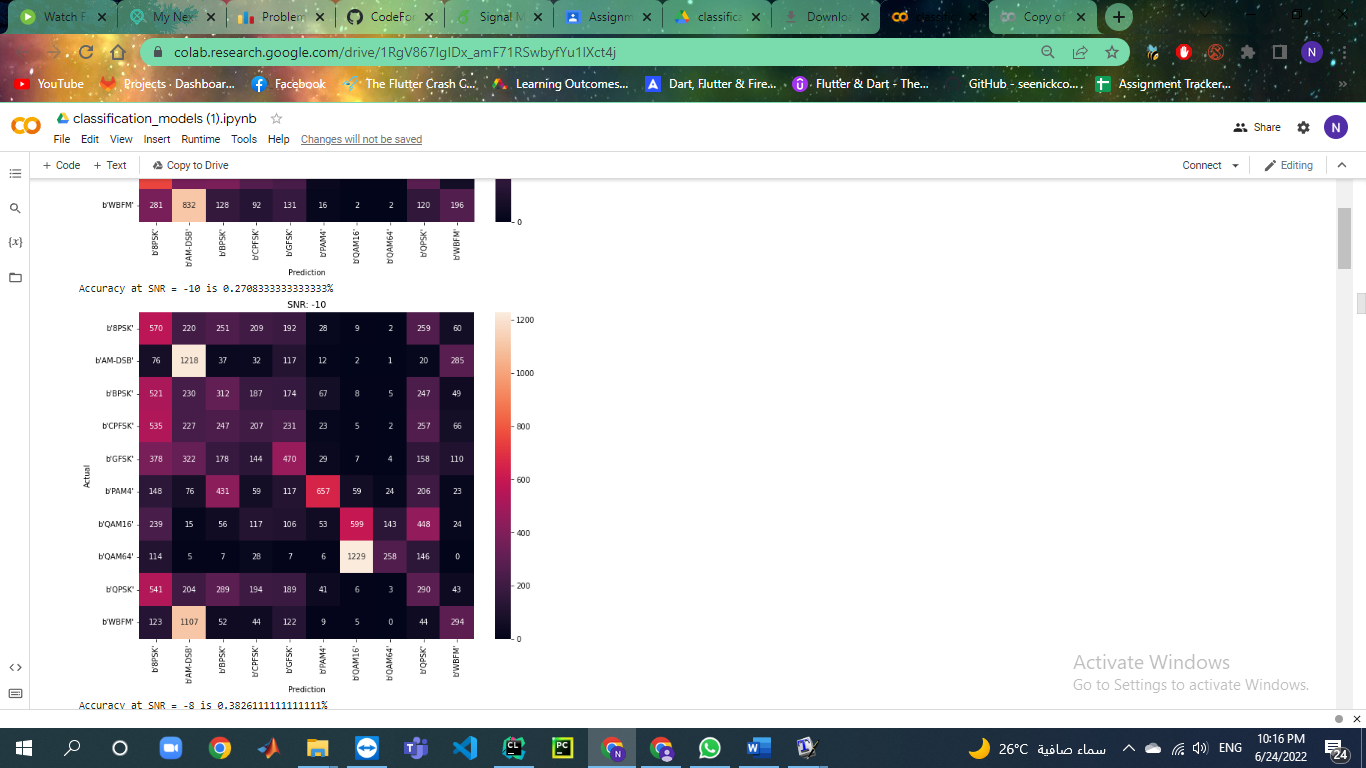 Watch F
My Nex
Problem
CodeFor
Signal M
Assignm
classifica
Downloa
Copy of
colab.research.google.com/drive/1RgV867IgIDx_amF71RSwbyfYu1lXct4j
N
YouTube Projects · Dashboar... Facebook The Flutter Crash C... Learning Outcomes... Dart, Flutter & Fire... Flutter & Dart - The... GitHub - seenickco... Assignment Tracker... »
classification_models (1).ipynb
File Edit View Insert Runtime Tools Help Changes will not be saved
Share N
+ Code + Text Copy to Drive
Connect Editing
b'WBFM' 281 832 128 92 131 16 2 2 120 196
0
b'8PSK' b'AM-DSB' b'BPSK' b'CPFSK' b'GFSK' b'PAM4' b'QAM16' b'QAM64' b'QPSK' b'WBFM'
Prediction
Accuracy at SNR = -10 is 0.2708333333333333%
SNR: -10
b'8PSK' 570 220 251 209 192 28 9 2 259 60
b'AM-DSB' 76 1218 37 32 117 12 2 1 20 285
b'BPSK' 521 230 312 187 174 67 8 5 247 49
b'CPFSK' 535 227 247 207 231 23 5 2 257 66
b'GFSK' 378 322 178 144 470 29 7 4 158 110
b'PAM4' 148 76 431 59 117 657 59 24 206 23
b'QAM16' 239 15 56 117 106 53 599 143 448 24
b'QAM64' 114 5 7 28 7 6 1229 258 146 0
b'QPSK' 541 204 289 194 189 41 6 3 290 43
b'WBFM' 123 1107 52 44 122 9 5 0 44 294
Actual
1200
1000
800
600
400
200
0
b'8PSK' b'AM-DSB' b'BPSK' b'CPFSK' b'GFSK' b'PAM4' b'QAM16' b'QAM64' b'QPSK' b'WBFM'
Prediction
Accuracy at SNR = -8 is 0.3826111111111111%
{x}
<>
Activate Windows
Go to Settings to activate Windows.
CL
PC
N
W
26°C سماء صافية
ENG
10:16 PM
6/24/2022
24